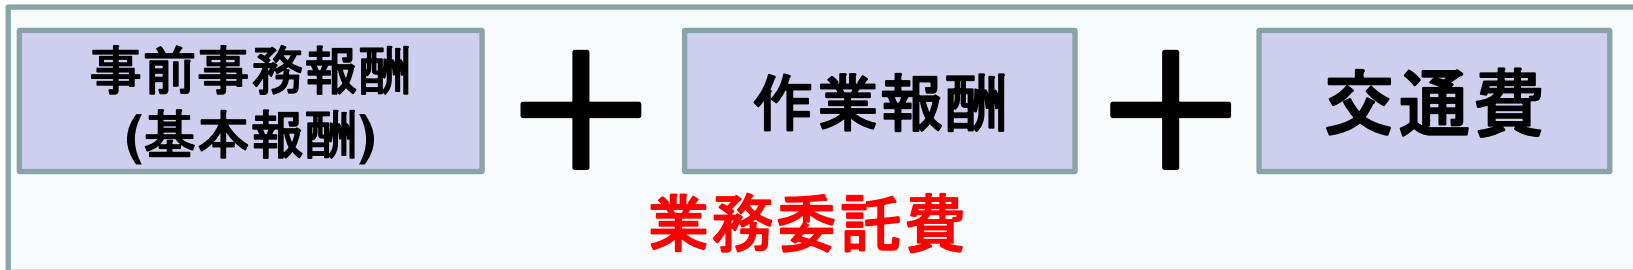 事前事務報酬
(基本報酬)
＋
作業報酬
＋
交通費
業務委託費